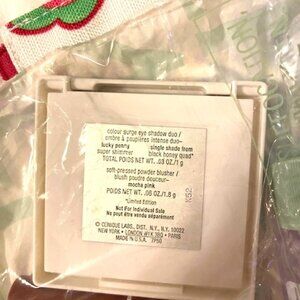 colour surge eye shadow duo/
ombre à paupières intense duo-
lucky penny single shade from
super shimmer black honey quad*
TOTAL POIDS NET WT. .03 OZ./1 g
soft-pressed powder blusher/
blush poudre douceur-
mocha pink
POIDS NET WT. .06 OZ./1.8 g
*Limited Edition
Not For Individual Sale
Ne peut être vendu séparément
CLINIQUE LABS., DIST. N.Y., N.Y. 10022
NEW YORK • LONDON W1K 3BQ • PARIS
MADE IN U.S.A. 7P50